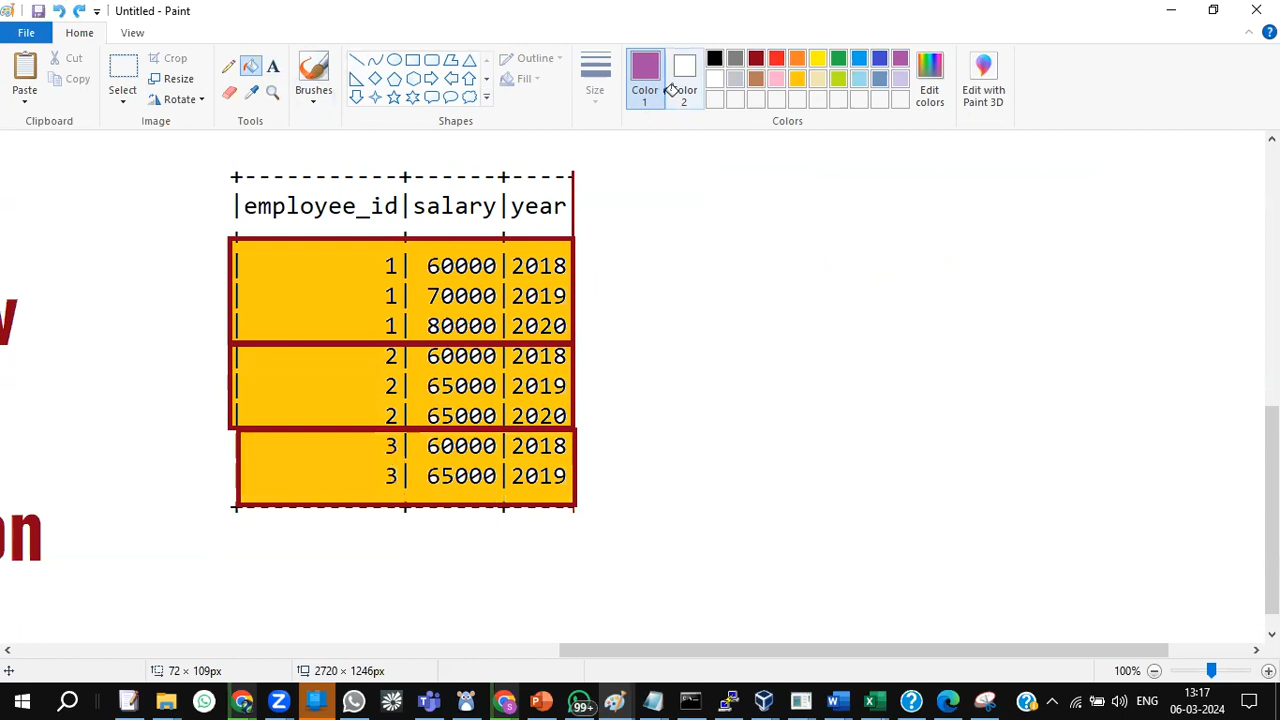 Untitled - Paint
File
Home
View
Paste
Cut
Copy
Clipboard
Select
Crop
Resize
Rotate
Image
Tools
Brushes
Shapes
Outline
Fill
Size
Color 1
Color 2
Colors
Edit colors
Edit with Paint 3D
+-----------+------+----
|employee_id|salary|year
| 1| 60000|2018
| 1| 70000|2019
| 1| 80000|2020
| 2| 60000|2018
| 2| 65000|2019
| 2| 65000|2020
3| 60000|2018
3| 65000|2019
+-----------+------+----
on
72 × 109px
2720 × 1246px
100%
99+
ENG
13:17
06-03-2024